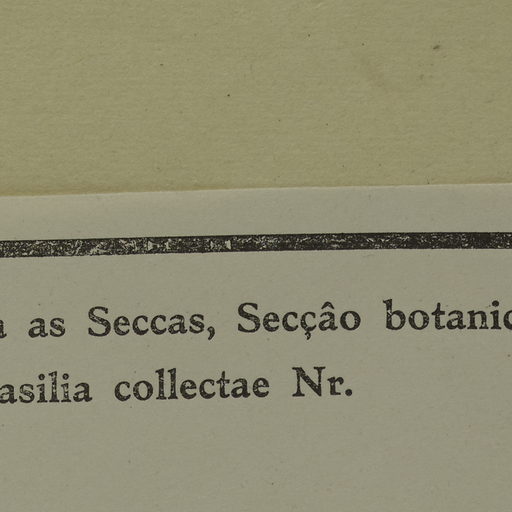 a as Seccas, Secçâo botanic
asilia collectae Nr.